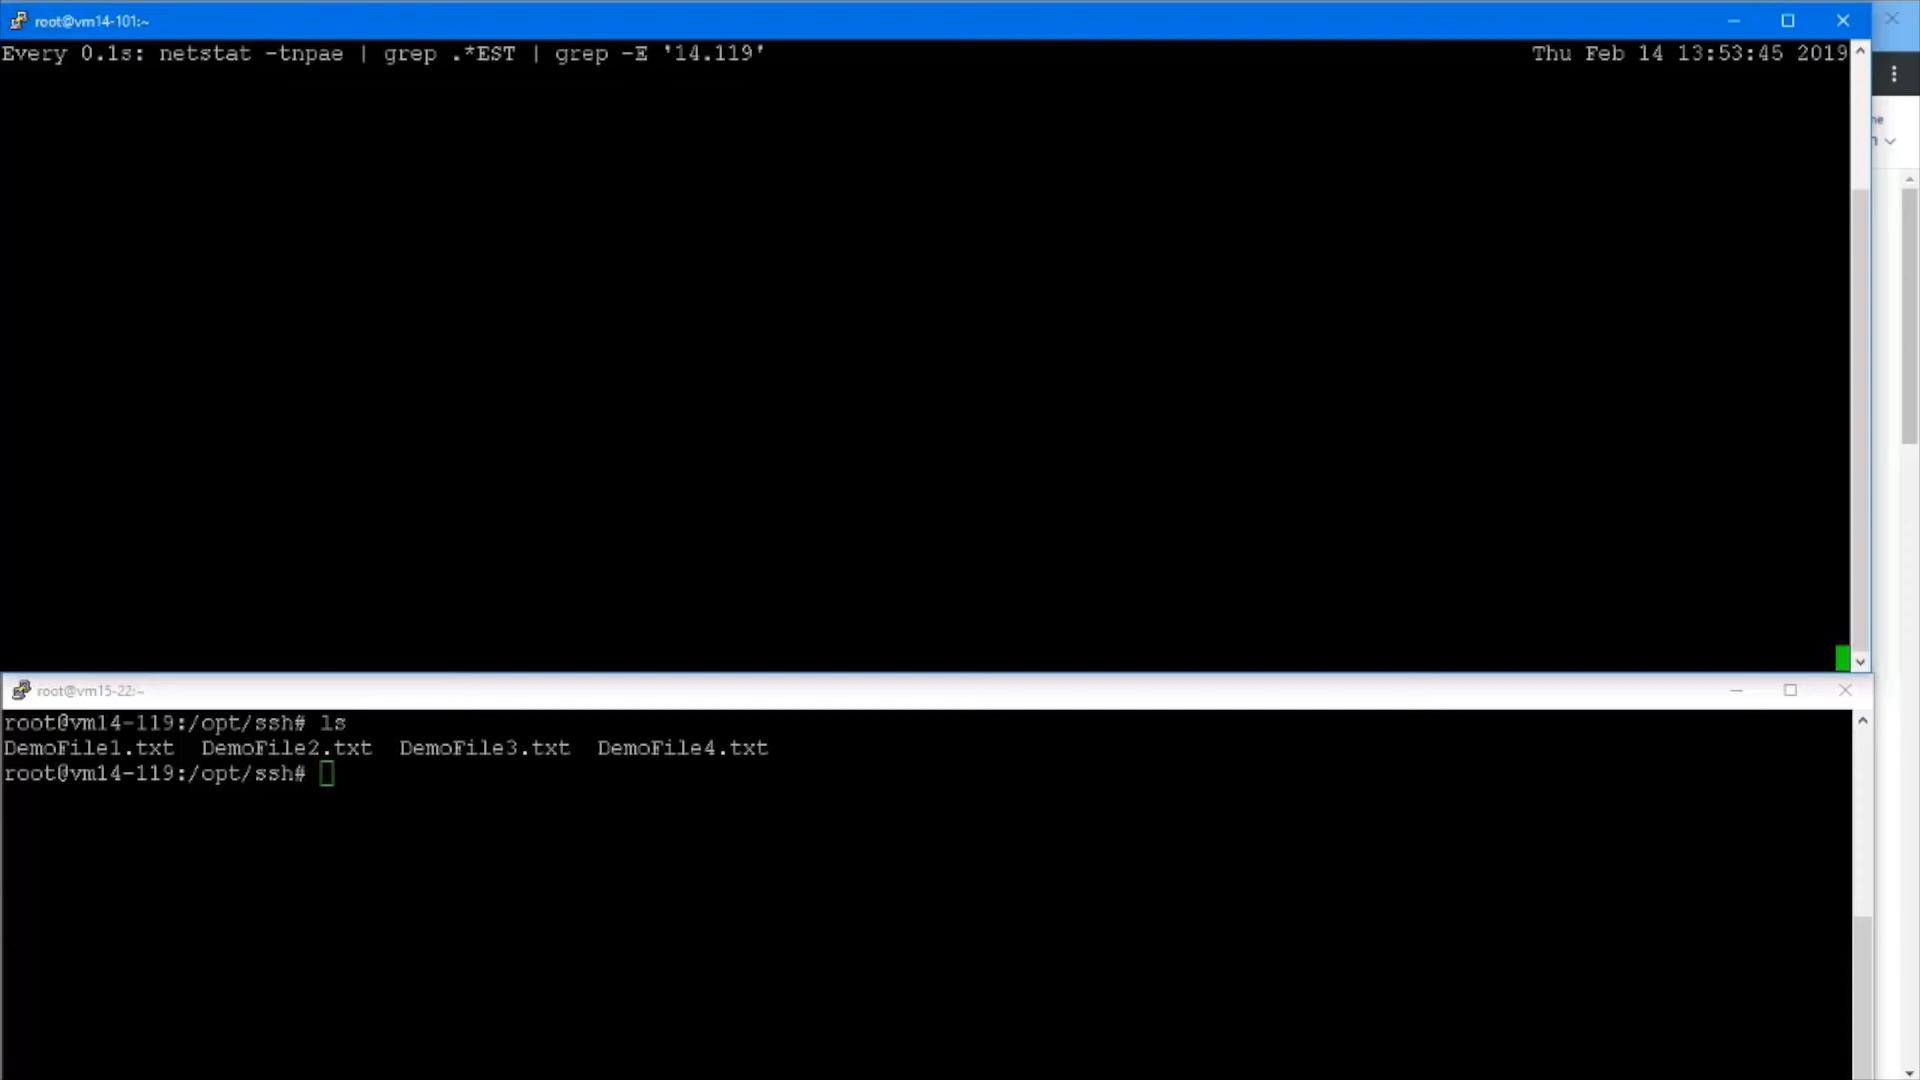 root@vm14-101:~
Every 0.1s: netstat -tnpae | grep .*EST | grep -E '14.119' Thu Feb 14 13:53:45 2019
root@vm15-22:~
root@vm14-119:/opt/ssh# ls
DemoFile1.txt DemoFile2.txt DemoFile3.txt DemoFile4.txt
root@vm14-119:/opt/ssh#